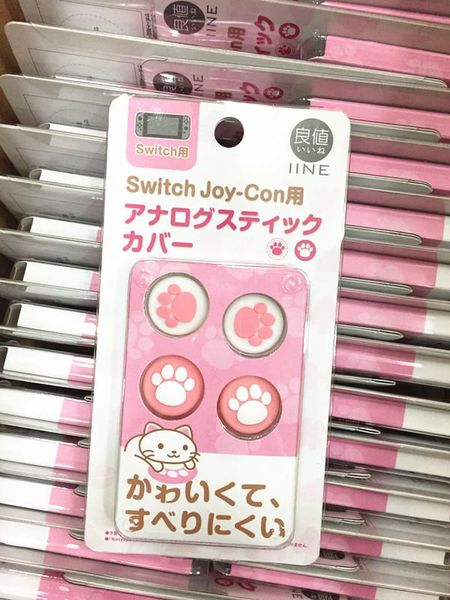 Switch用
良値
いいね
IINE
Switch Joy-Con用
アナログスティック
カバー
かわいくて、
すべりにくい